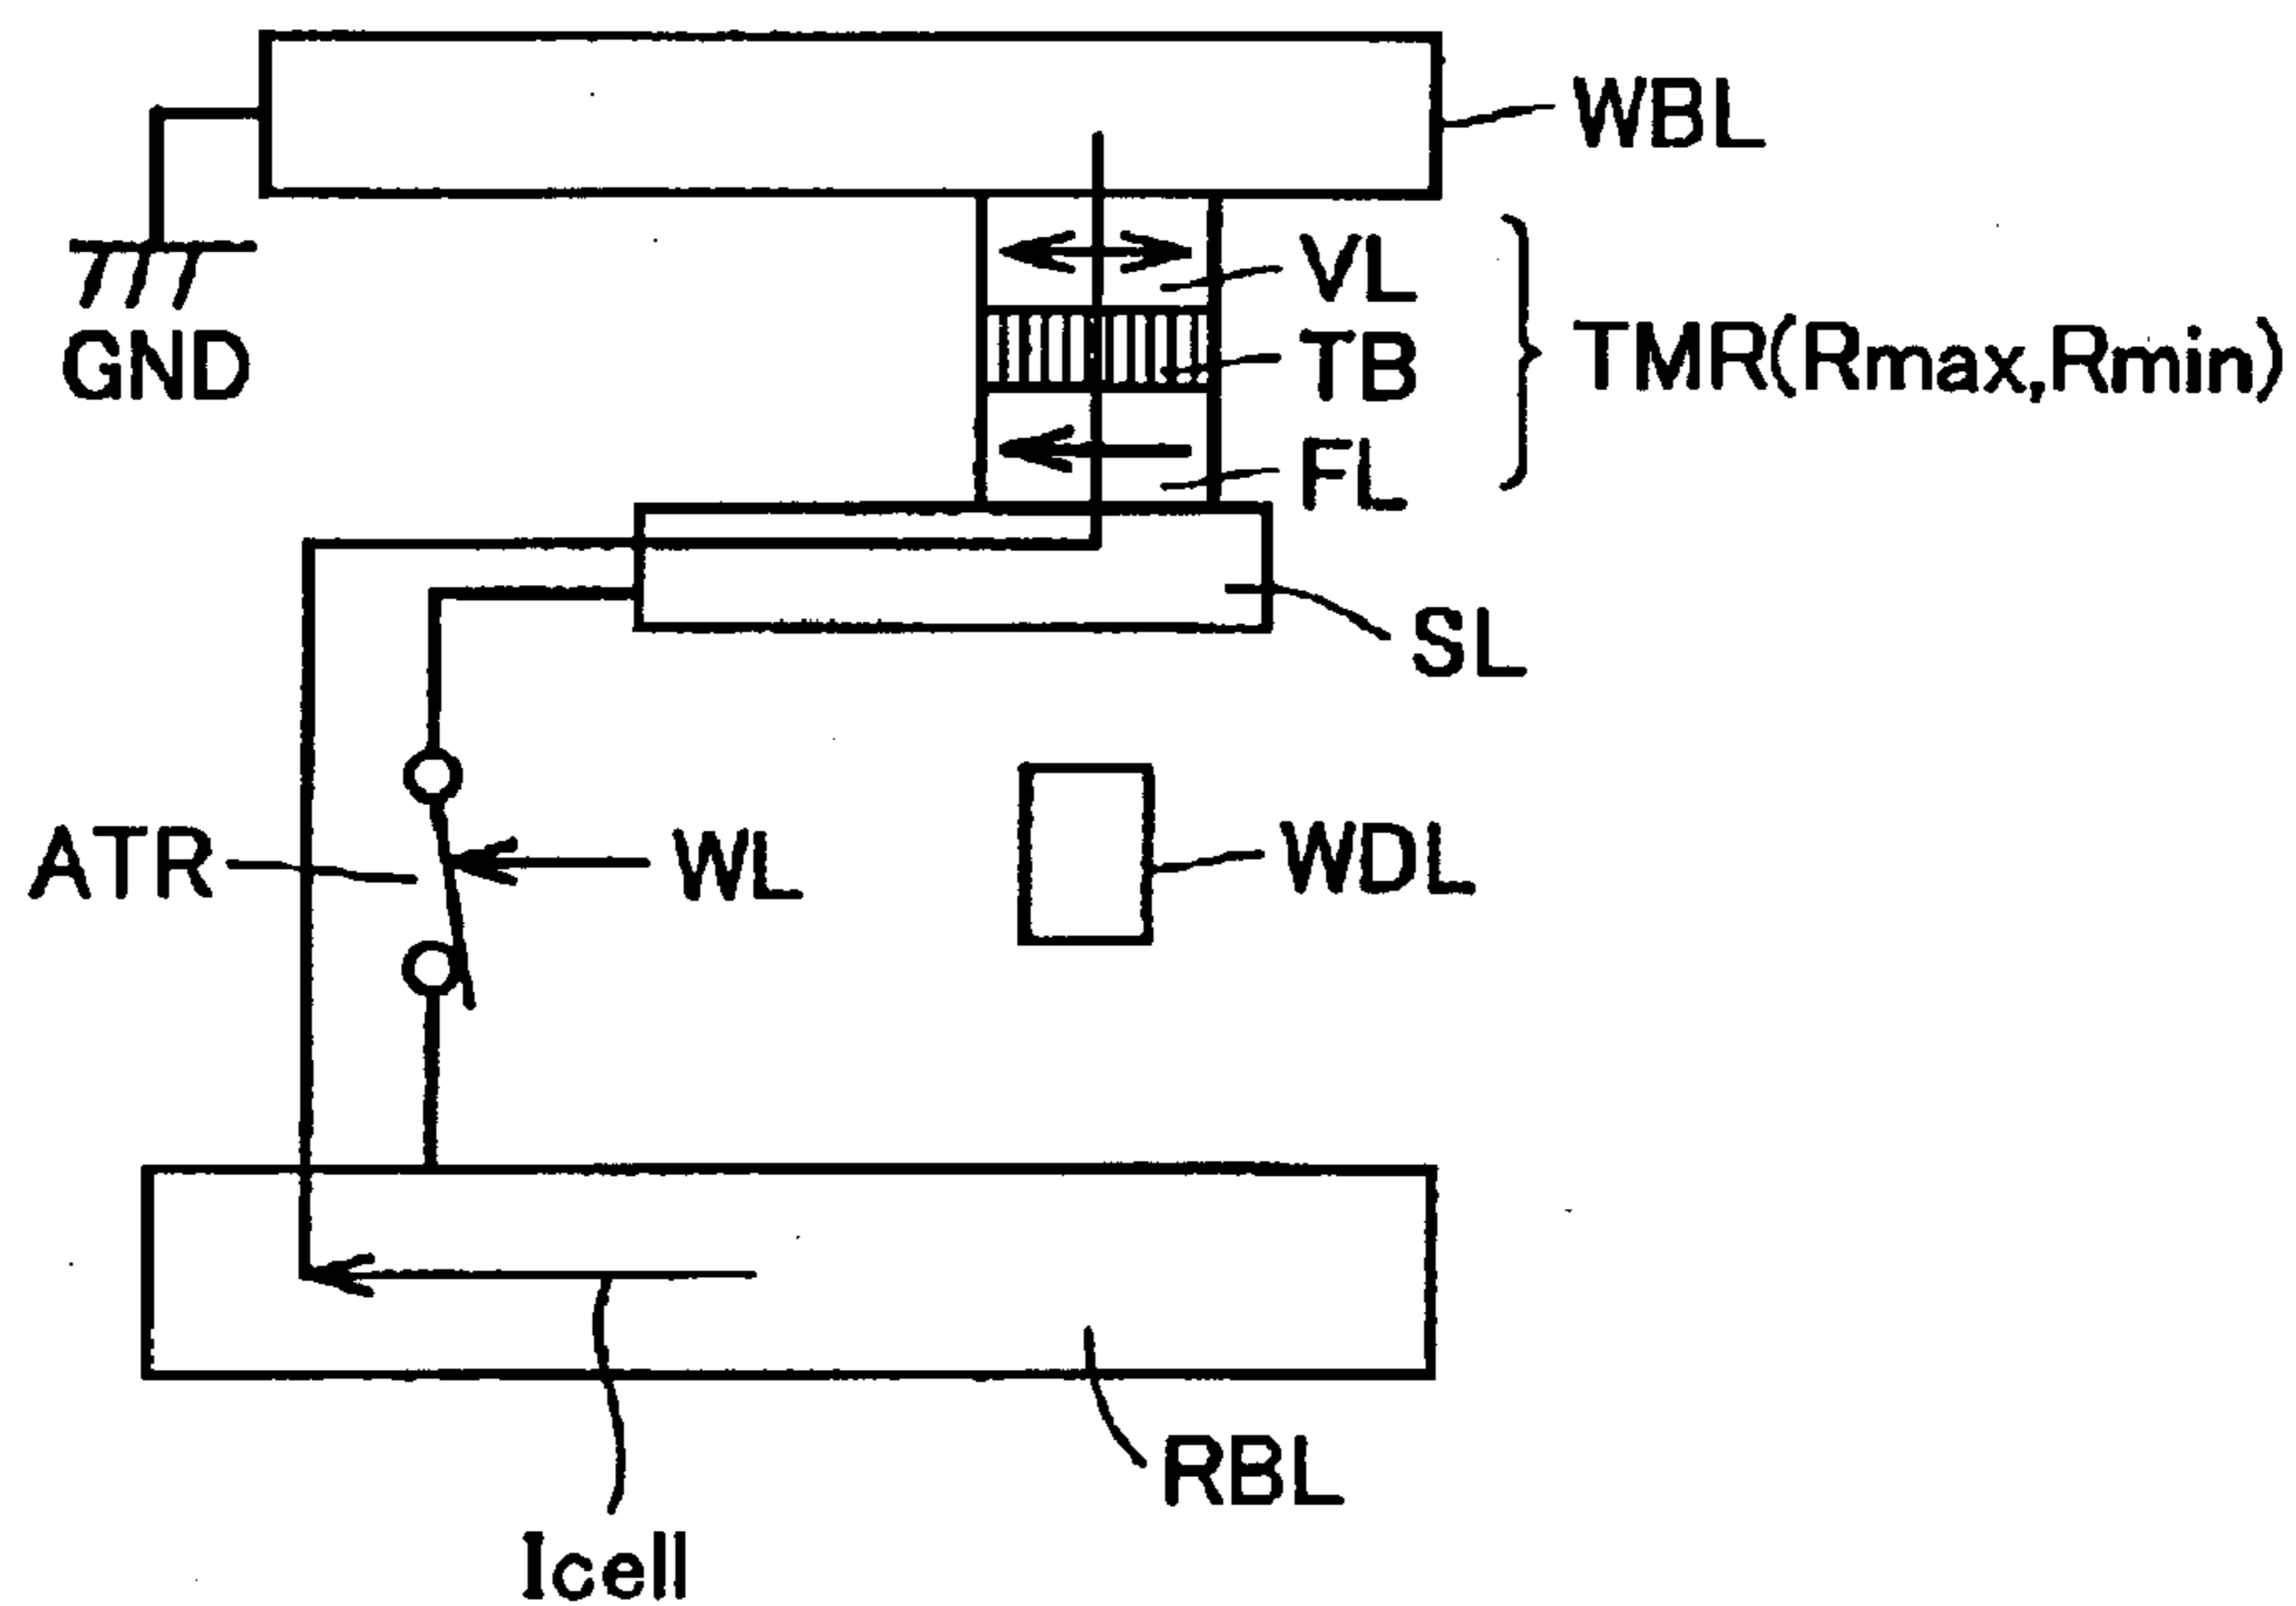 WBL
VL
TB
TMR(Rmax,Rmin)
GND
FL
SL
ATR
WL
WDL
RBL
Icell